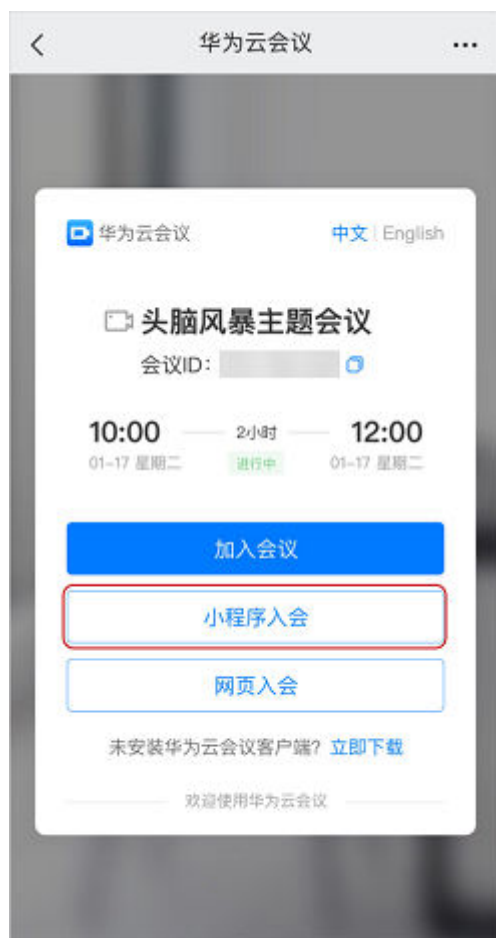 华为云会议
华为云会议 中文 | English
头脑风暴主题会议
会议ID:
10:00 2小时 12:00
01-17 星期二 进行中 01-17 星期二
加入会议
小程序入会
网页入会
未安装华为云会议客户端? 立即下载
欢迎使用华为云会议